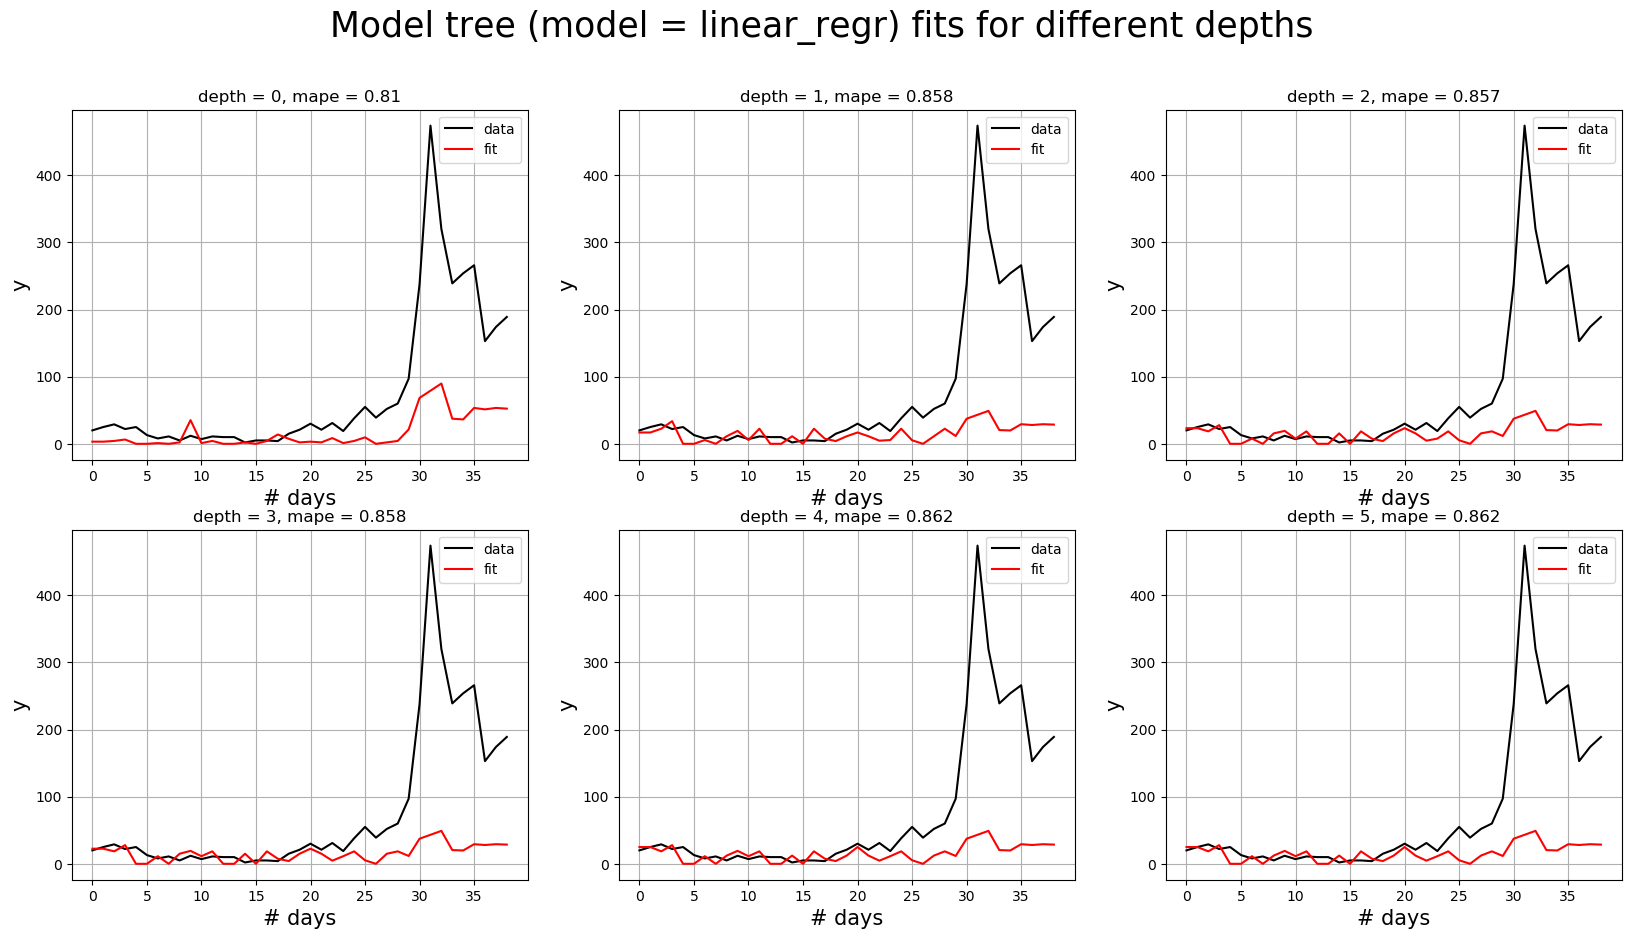 Model tree (model = linear_regr) fits for different depths
depth = 0, mape = 0.81
data
fit
400
300
200
100
0
y
0 5 10 15 20 25 30 35
# days
depth = 1, mape = 0.858
data
fit
400
300
200
100
0
y
0 5 10 15 20 25 30 35
# days
depth = 2, mape = 0.857
data
fit
400
300
200
100
0
y
0 5 10 15 20 25 30 35
# days
depth = 3, mape = 0.858
data
fit
400
300
200
100
0
y
0 5 10 15 20 25 30 35
# days
depth = 4, mape = 0.862
data
fit
400
300
200
100
0
y
0 5 10 15 20 25 30 35
# days
depth = 5, mape = 0.862
data
fit
400
300
200
100
0
y
0 5 10 15 20 25 30 35
# days